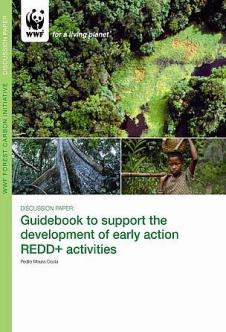 WWF
for a living planet®
WWF FOREST CARBON INITIATIVE
DISCUSSION PAPER
DISCUSSION PAPER:
Guidebook to support the
development of early action
REDD+ activities
Pedro Moura Costa